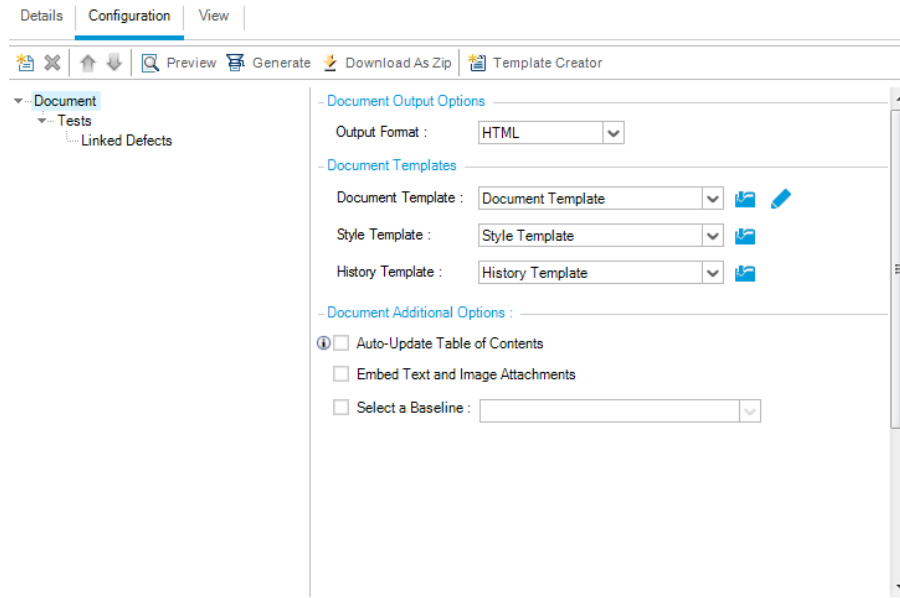 Details Configuration View
Preview Generate Download As Zip Template Creator
Document
Tests
Linked Defects
Document Output Options
Output Format : HTML
Document Templates
Document Template : Document Template
Style Template : Style Template
History Template : History Template
Document Additional Options :
Auto-Update Table of Contents
Embed Text and Image Attachments
Select a Baseline :